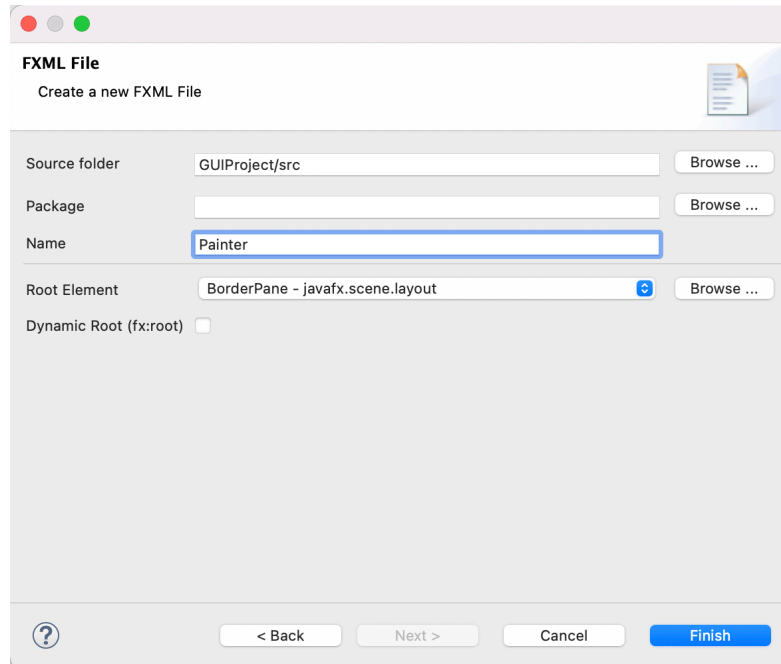 FXML File
Create a new FXML File
Source folder GUIProject/src Browse ...
Package Browse ...
Name Painter
Root Element BorderPane - javafx.scene.layout Browse ...
Dynamic Root (fx:root)
? < Back Next > Cancel Finish